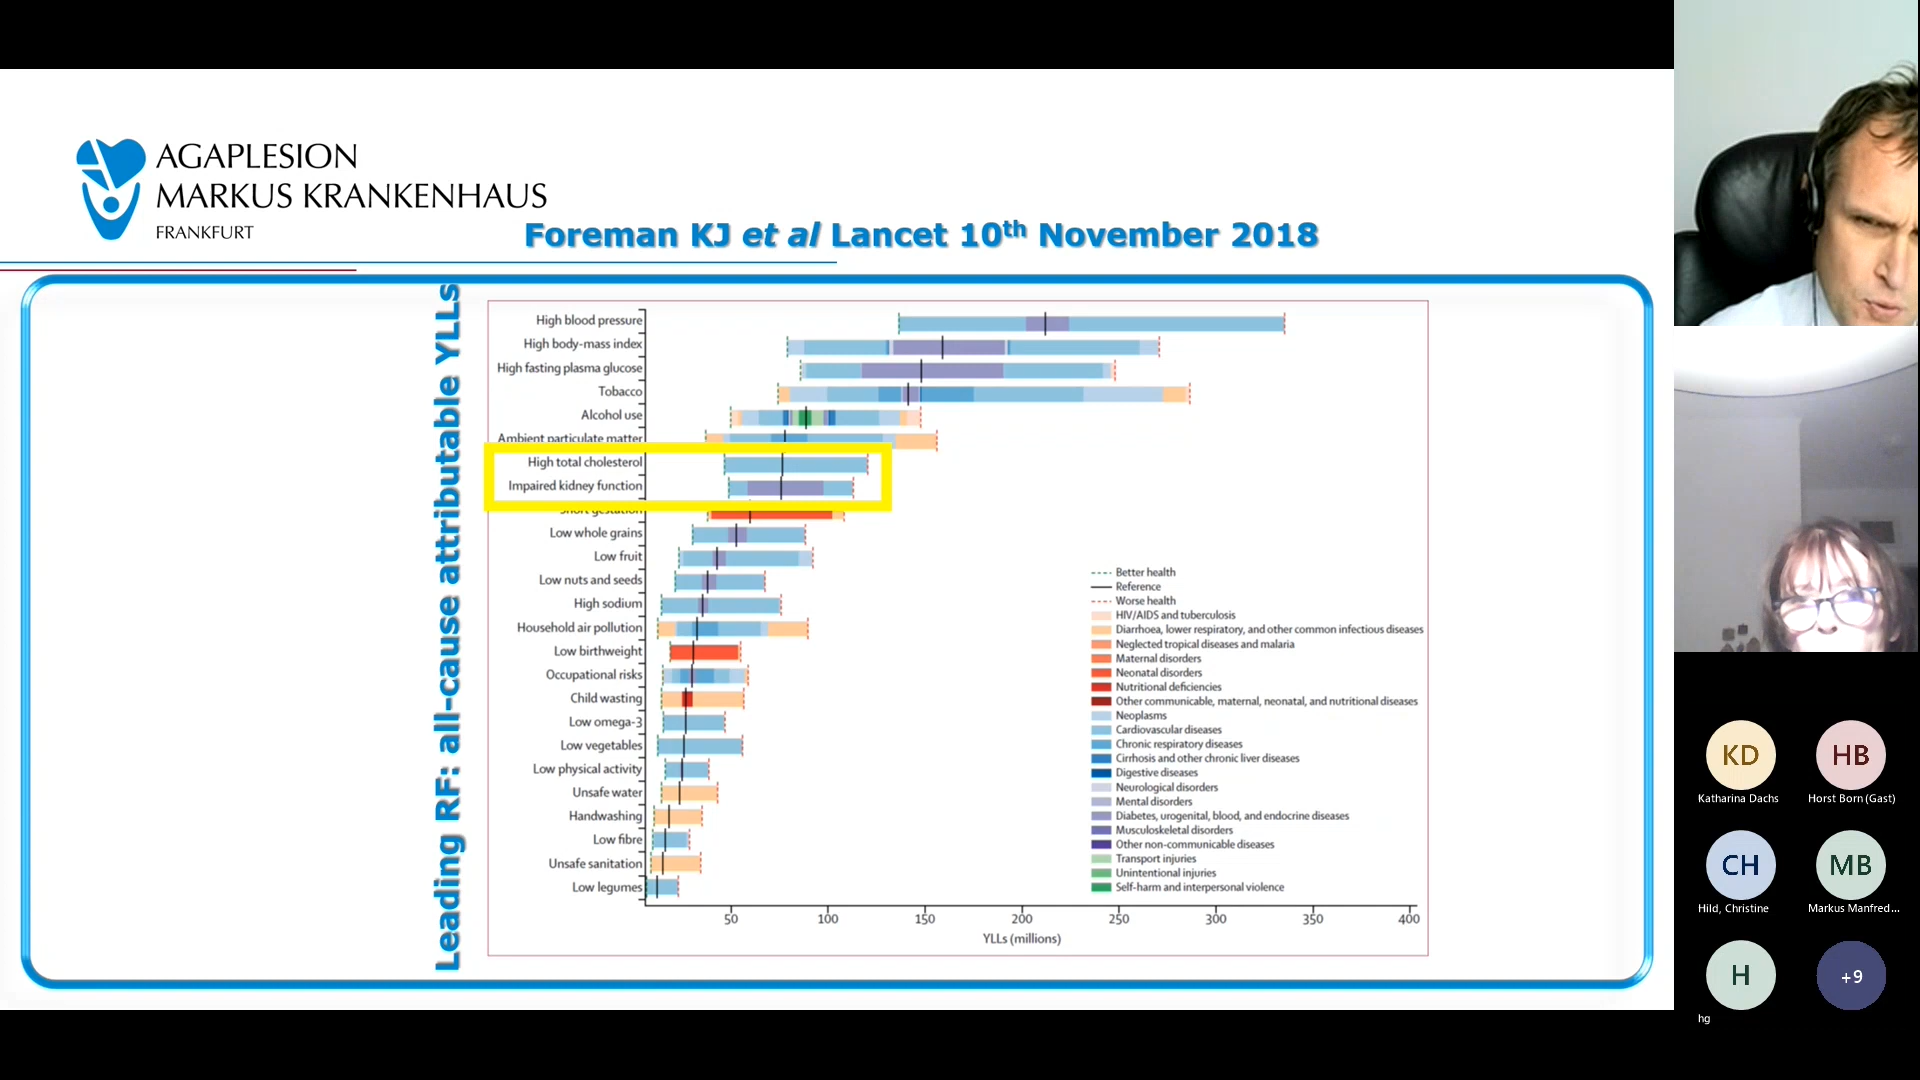 AGAPLESION
MARKUS KRANKENHAUS
FRANKFURT
Foreman KJ et al Lancet 10th November 2018
Leading RF: all-cause attributable YLLs
High blood pressure
High body-mass index
High fasting plasma glucose
Tobacco
Alcohol use
Ambient particulate matter
High total cholesterol
Impaired kidney function
Short gestation
Low whole grains
Low fruit
Low nuts and seeds
High sodium
Household air pollution
Low birthweight
Occupational risks
Child wasting
Low omega-3
Low vegetables
Low physical activity
Unsafe water
Handwashing
Low fibre
Unsafe sanitation
Low legumes
50 100 150 200 250 300 350 400
YLLs (millions)
Better health
Reference
Worse health
HIV/AIDS and tuberculosis
Diarrhoea, lower respiratory, and other common infectious diseases
Neglected tropical diseases and malaria
Maternal disorders
Neonatal disorders
Nutritional deficiencies
Other communicable, maternal, neonatal, and nutritional diseases
Neoplasms
Cardiovascular diseases
Chronic respiratory diseases
Cirrhosis and other chronic liver diseases
Digestive diseases
Neurological disorders
Mental disorders
Diabetes, urogenital, blood, and endocrine diseases
Musculoskeletal disorders
Other non-communicable diseases
Transport injuries
Unintentional injuries
Self-harm and interpersonal violence
KD
Katharina Dachs
HB
Horst Born (Gast)
CH
Hild, Christine
MB
Markus Manfred...
H
hg
+9